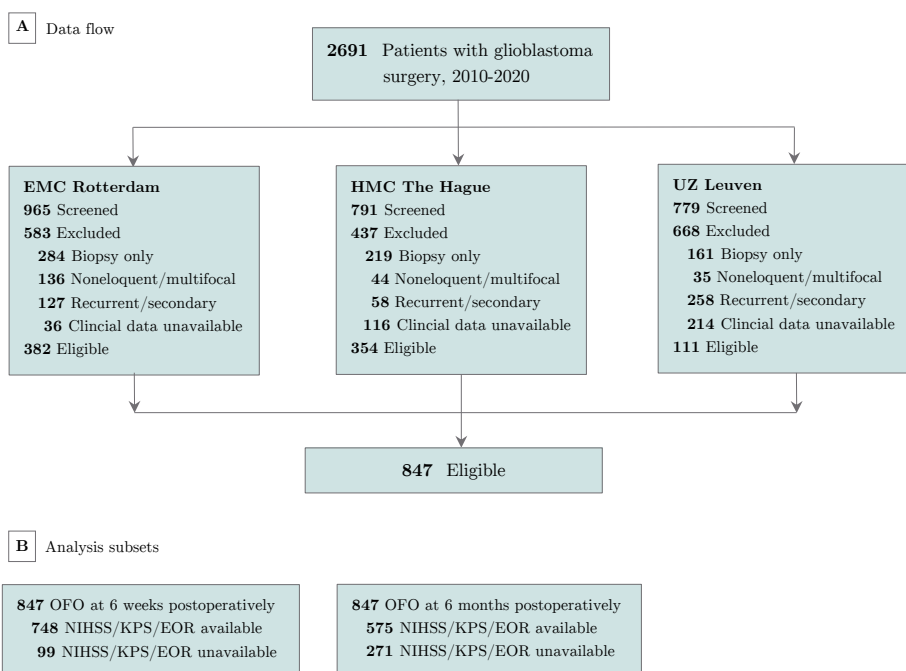 A Data flow
2691 Patients with glioblastoma
surgery, 2010-2020
EMC Rotterdam
965 Screened
583 Excluded
284 Biopsy only
136 Noneloquent/multifocal
127 Recurrent/secondary
36 Clincial data unavailable
382 Eligible
HMC The Hague
791 Screened
437 Excluded
219 Biopsy only
44 Noneloquent/multifocal
58 Recurrent/secondary
116 Clincial data unavailable
354 Eligible
UZ Leuven
779 Screened
668 Excluded
161 Biopsy only
35 Noneloquent/multifocal
258 Recurrent/secondary
214 Clincial data unavailable
111 Eligible
847 Eligible
B Analysis subsets
847 OFO at 6 weeks postoperatively
748 NIHSS/KPS/EOR available
99 NIHSS/KPS/EOR unavailable
847 OFO at 6 months postoperatively
575 NIHSS/KPS/EOR available
271 NIHSS/KPS/EOR unavailable